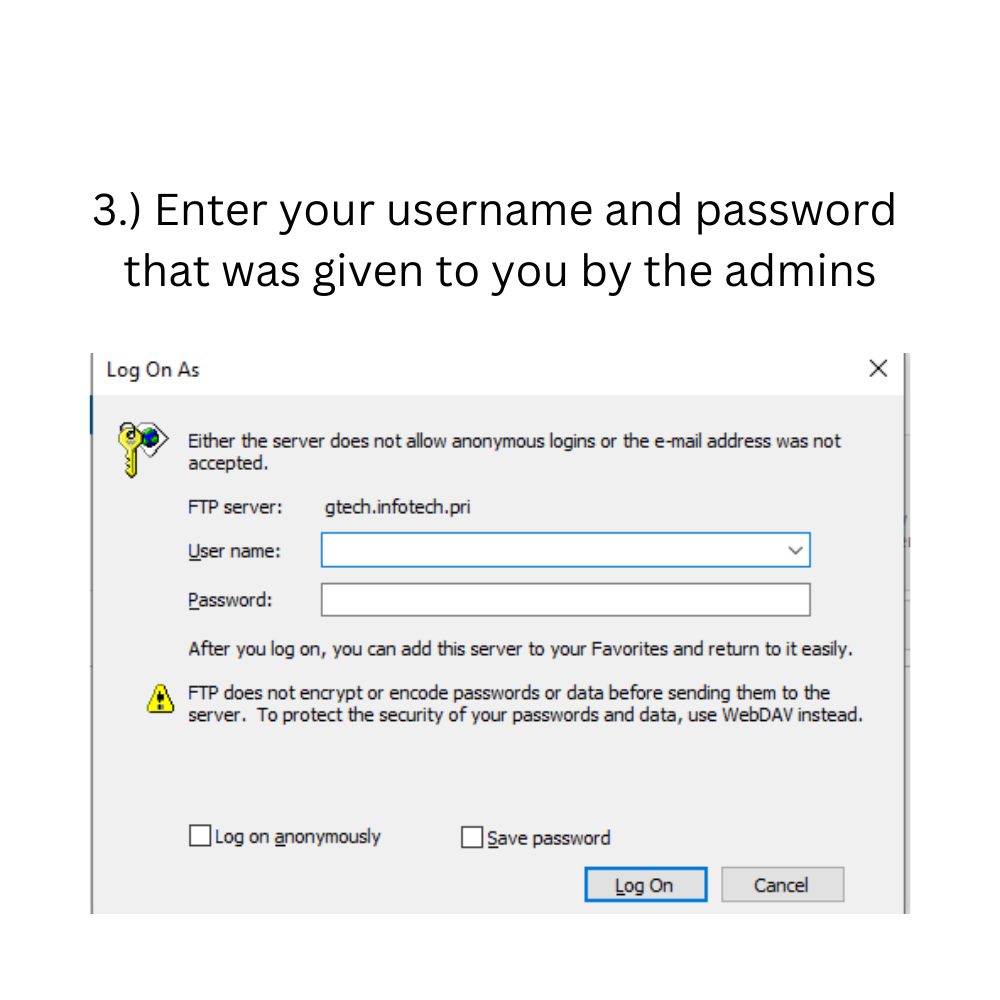 3.) Enter your username and password
that was given to you by the admins
Log On As
Either the server does not allow anonymous logins or the e-mail address was not
accepted.
FTP server: gtech.infotech.pri
User name:
Password:
After you log on, you can add this server to your Favorites and return to it easily.
FTP does not encrypt or encode passwords or data before sending them to the
server. To protect the security of your passwords and data, use WebDAV instead.
Log on anonymously Save password
Log On Cancel